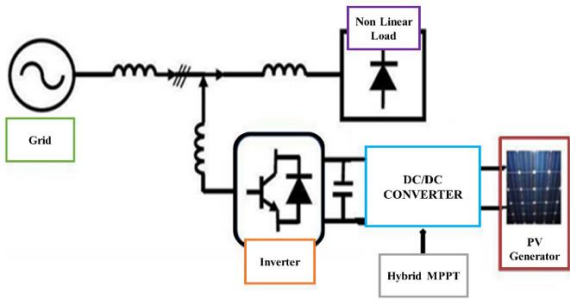 Non Linear
Load
Grid
DC/DC
CONVERTER
PV
Generator
Inverter
Hybrid MPPT